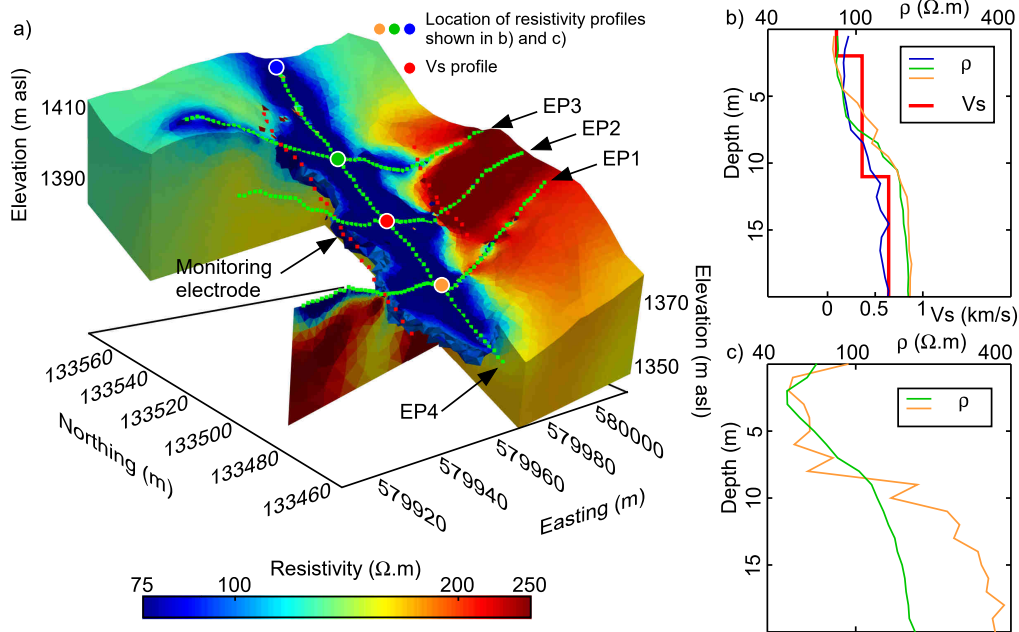 a)
Location of resistivity profiles
shown in b) and c)
Vs profile
EP3
EP2
EP1
Elevation (m asl)
1410
1390
Monitoring
electrode
EP4
1370
1350
Elevation (m asl)
133560
133540
133520
133500
133480
133460
Northing (m)
579920
579940
579960
579980
580000
Easting (m)
Resistivity (Ω.m)
75
100
200
250
b)
ρ (Ω.m)
40
100
400
Depth (m)
5
10
15
ρ
Vs
0
0.5
1
Vs (km/s)
c)
ρ (Ω.m)
40
100
400
Depth (m)
5
10
15
ρ